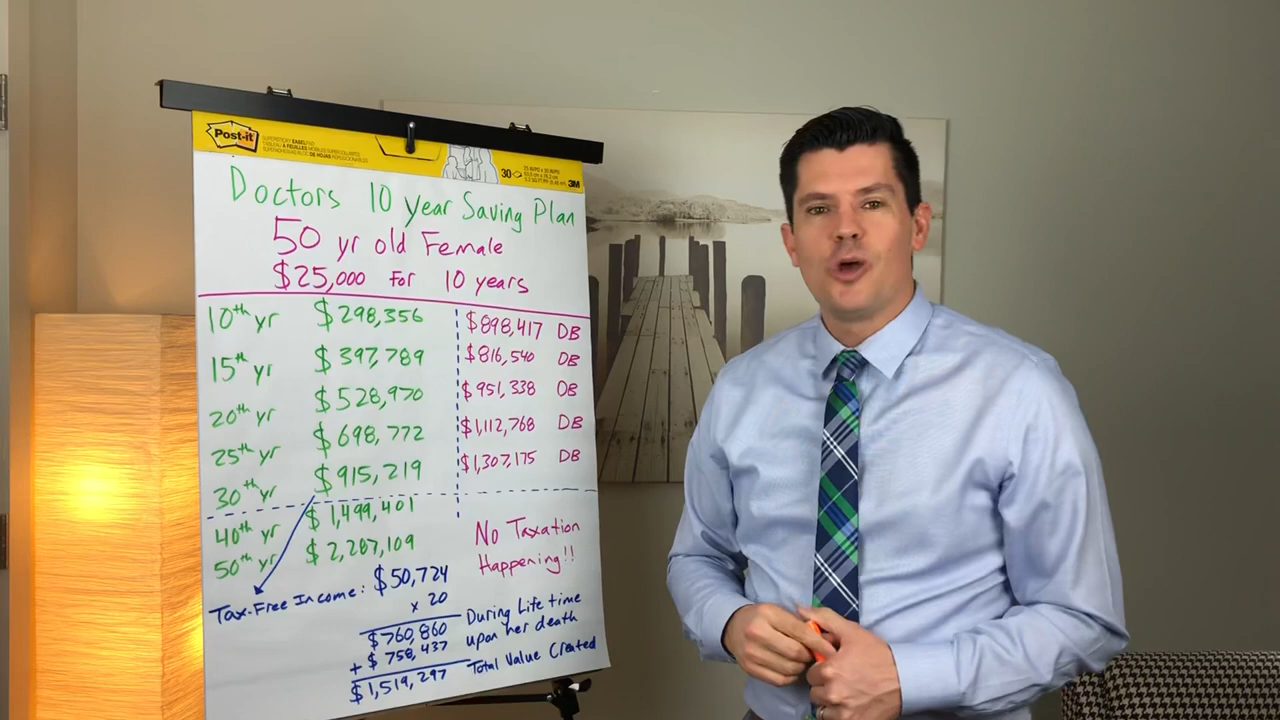 Post-it
30
3M
Doctors 10 year Saving Plan
50 yr old Female
$25,000 for 10 years
10th yr $298,356 $898,417 DB
15th yr $397,789 $816,540 DB
20th yr $528,970 $951,338 DB
25th yr $698,772 $1,112,768 DB
30th yr $915,219 $1,307,175 DB
40th yr $1,499,401
50th yr $2,287,109
No Taxation
Happening!!
Tax-Free Income: $50,724
x 20
$760,860 During Life time
+ $758,437 upon her death
$1,519,297 Total Value Created